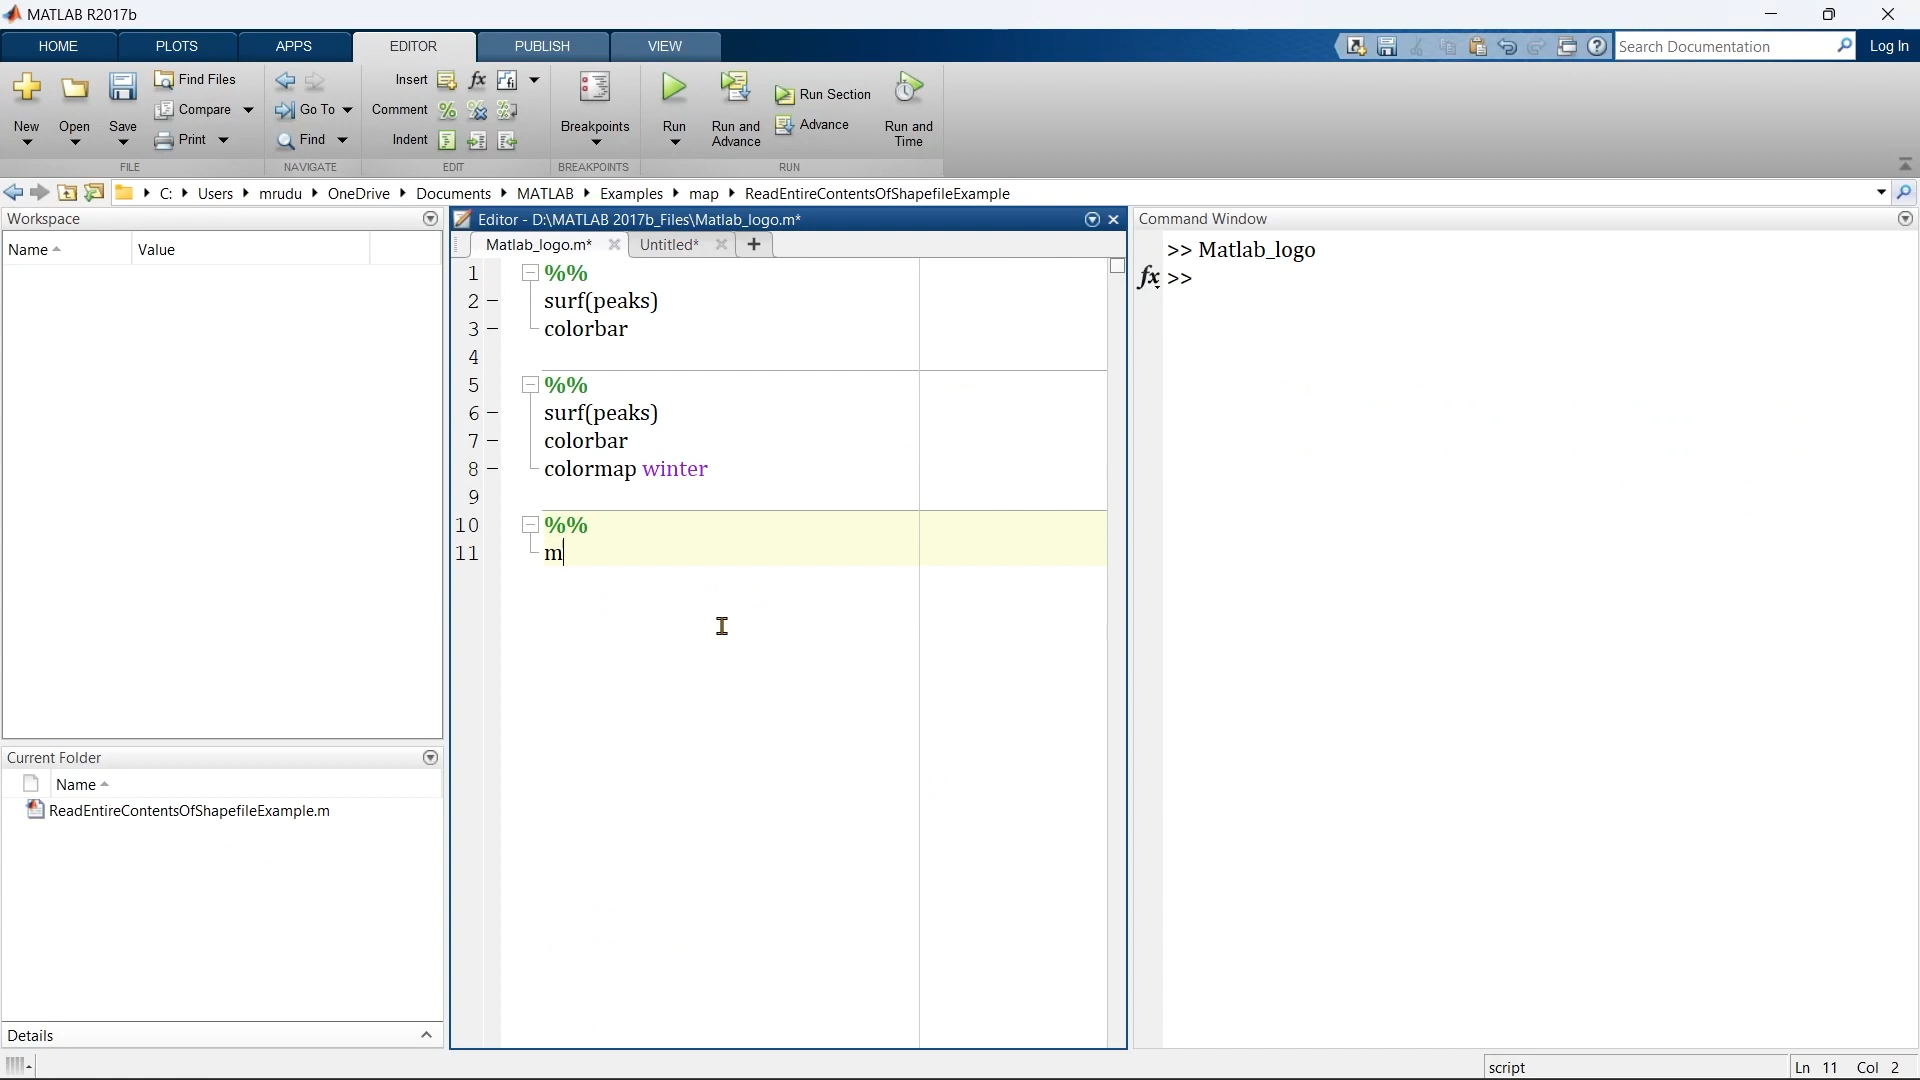 MATLAB R2017b
HOME PLOTS APPS EDITOR PUBLISH VIEW Search Documentation Log In
New Open Save Find Files Compare Print
Go To Find
Insert fx fi
Comment % % %
Indent
Breakpoints
Run Run and Advance Run Section Advance Run and Time
FILE NAVIGATE EDIT BREAKPOINTS RUN
C: Users mrudu OneDrive Documents MATLAB Examples map ReadEntireContentsOfShapefileExample
Workspace
Name Value
Editor - D:\MATLAB 2017b_Files\Matlab_logo.m*
Matlab_logo.m* Untitled* +
1 %%
2 – surf(peaks)
3 – colorbar
4
5 %%
6 – surf(peaks)
7 – colorbar
8 – colormap winter
9
10 %%
11 m
Command Window
>> Matlab_logo
fx >>
Current Folder
Name
ReadEntireContentsOfShapefileExample.m
Details
script Ln 11 Col 2